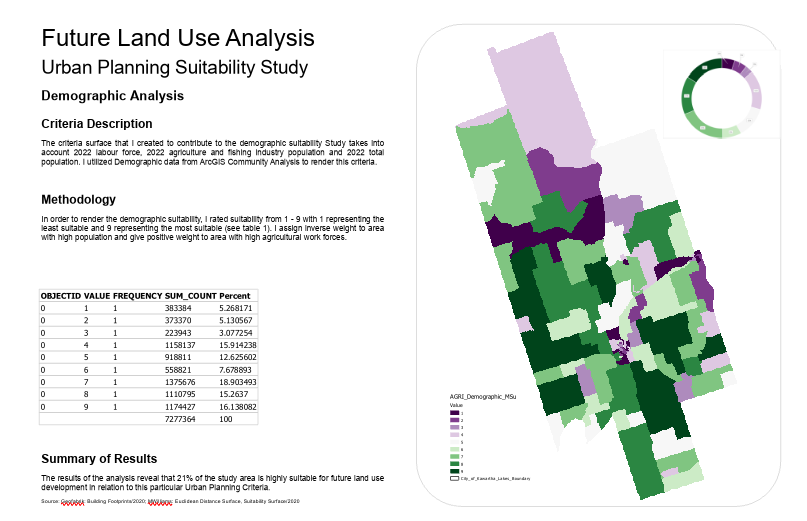 Future Land Use Analysis
Urban Planning Suitability Study
Demographic Analysis
Criteria Description
The criteria surface that I created to contribute to the demographic suitability Study takes into
account 2022 labour force, 2022 agriculture and fishing industry population and 2022 total
population. I utilized Demographic data from ArcGIS Community Analysis to render this criteria.
Methodology
In order to render the demographic suitability, I rated suitability from 1 - 9 with 1 representing the
least suitable and 9 representing the most suitable (see table 1). I assign inverse weight to area
with high population and give positive weight to area with high agricultural work forces.
OBJECTID VALUE FREQUENCY SUM_COUNT Percent
0 1 1 383384 5.268171
0 2 1 373370 5.130567
0 3 1 223943 3.077254
0 4 1 1158137 15.914238
0 5 1 918811 12.625602
0 6 1 558821 7.678893
0 7 1 1375676 18.903493
0 8 1 1110795 15.2637
0 9 1 1174427 16.138082
7277364 100
Summary of Results
The results of the analysis reveal that 21% of the study area is highly suitable for future land use
development in relation to this particular Urban Planning Criteria.
Source: Geofabrik: Building Footprints/2020; MWilliams: Euclidean Distance Surface, Suitability Surface/2020
AGRI_Demographic_MSu
Value
1
2
3
4
5
6
7
8
9
City_of_Kawartha_Lakes_Boundary